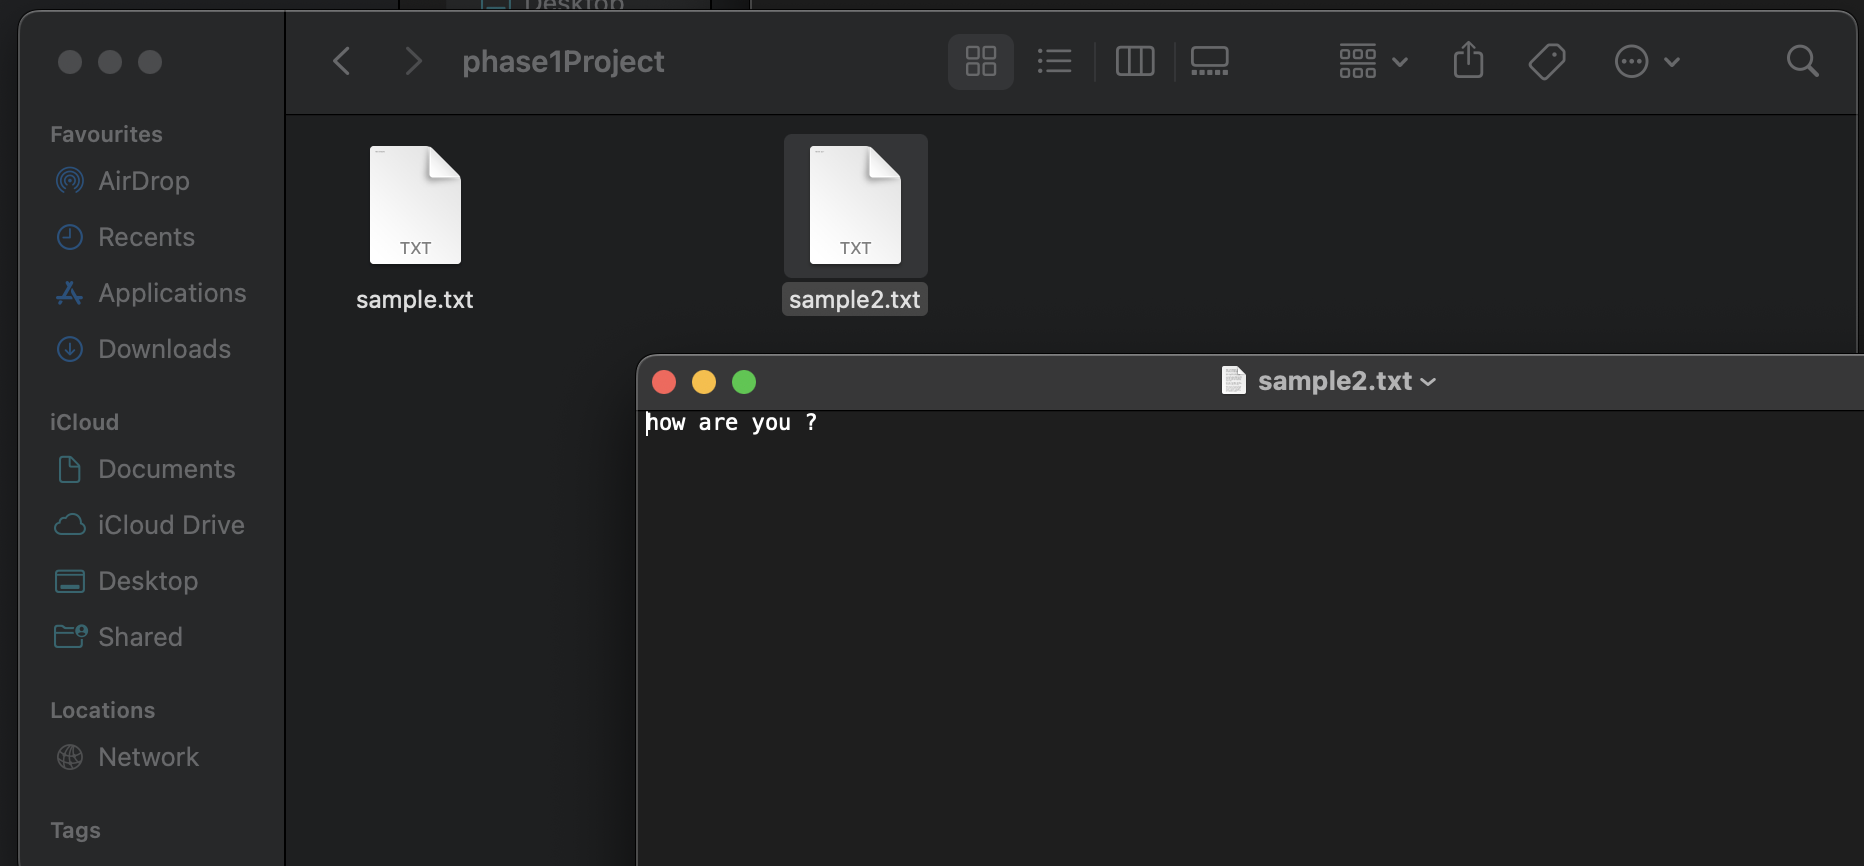 Desktop
phase1Project
Favourites
AirDrop
Recents
Applications
Downloads
iCloud
Documents
iCloud Drive
Desktop
Shared
Locations
Network
Tags
TXT
sample.txt
TXT
sample2.txt
sample2.txt
how are you ?